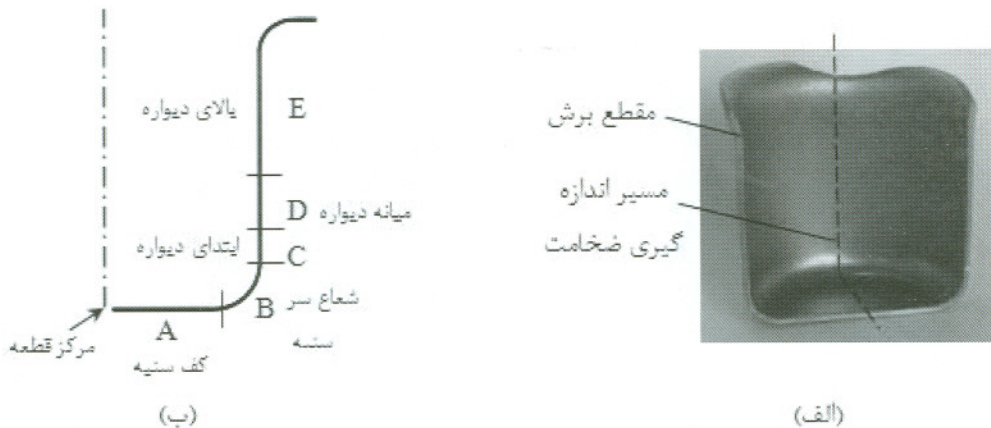 مقطع برش
مسیر اندازه
گیری ضخامت
(الف)
بالای دیواره
E
D
میانه دیواره
ابتدای دیواره
C
شعاع سر
B
سنبه
A
مرکز قطعه
کف سنبه
(ب)